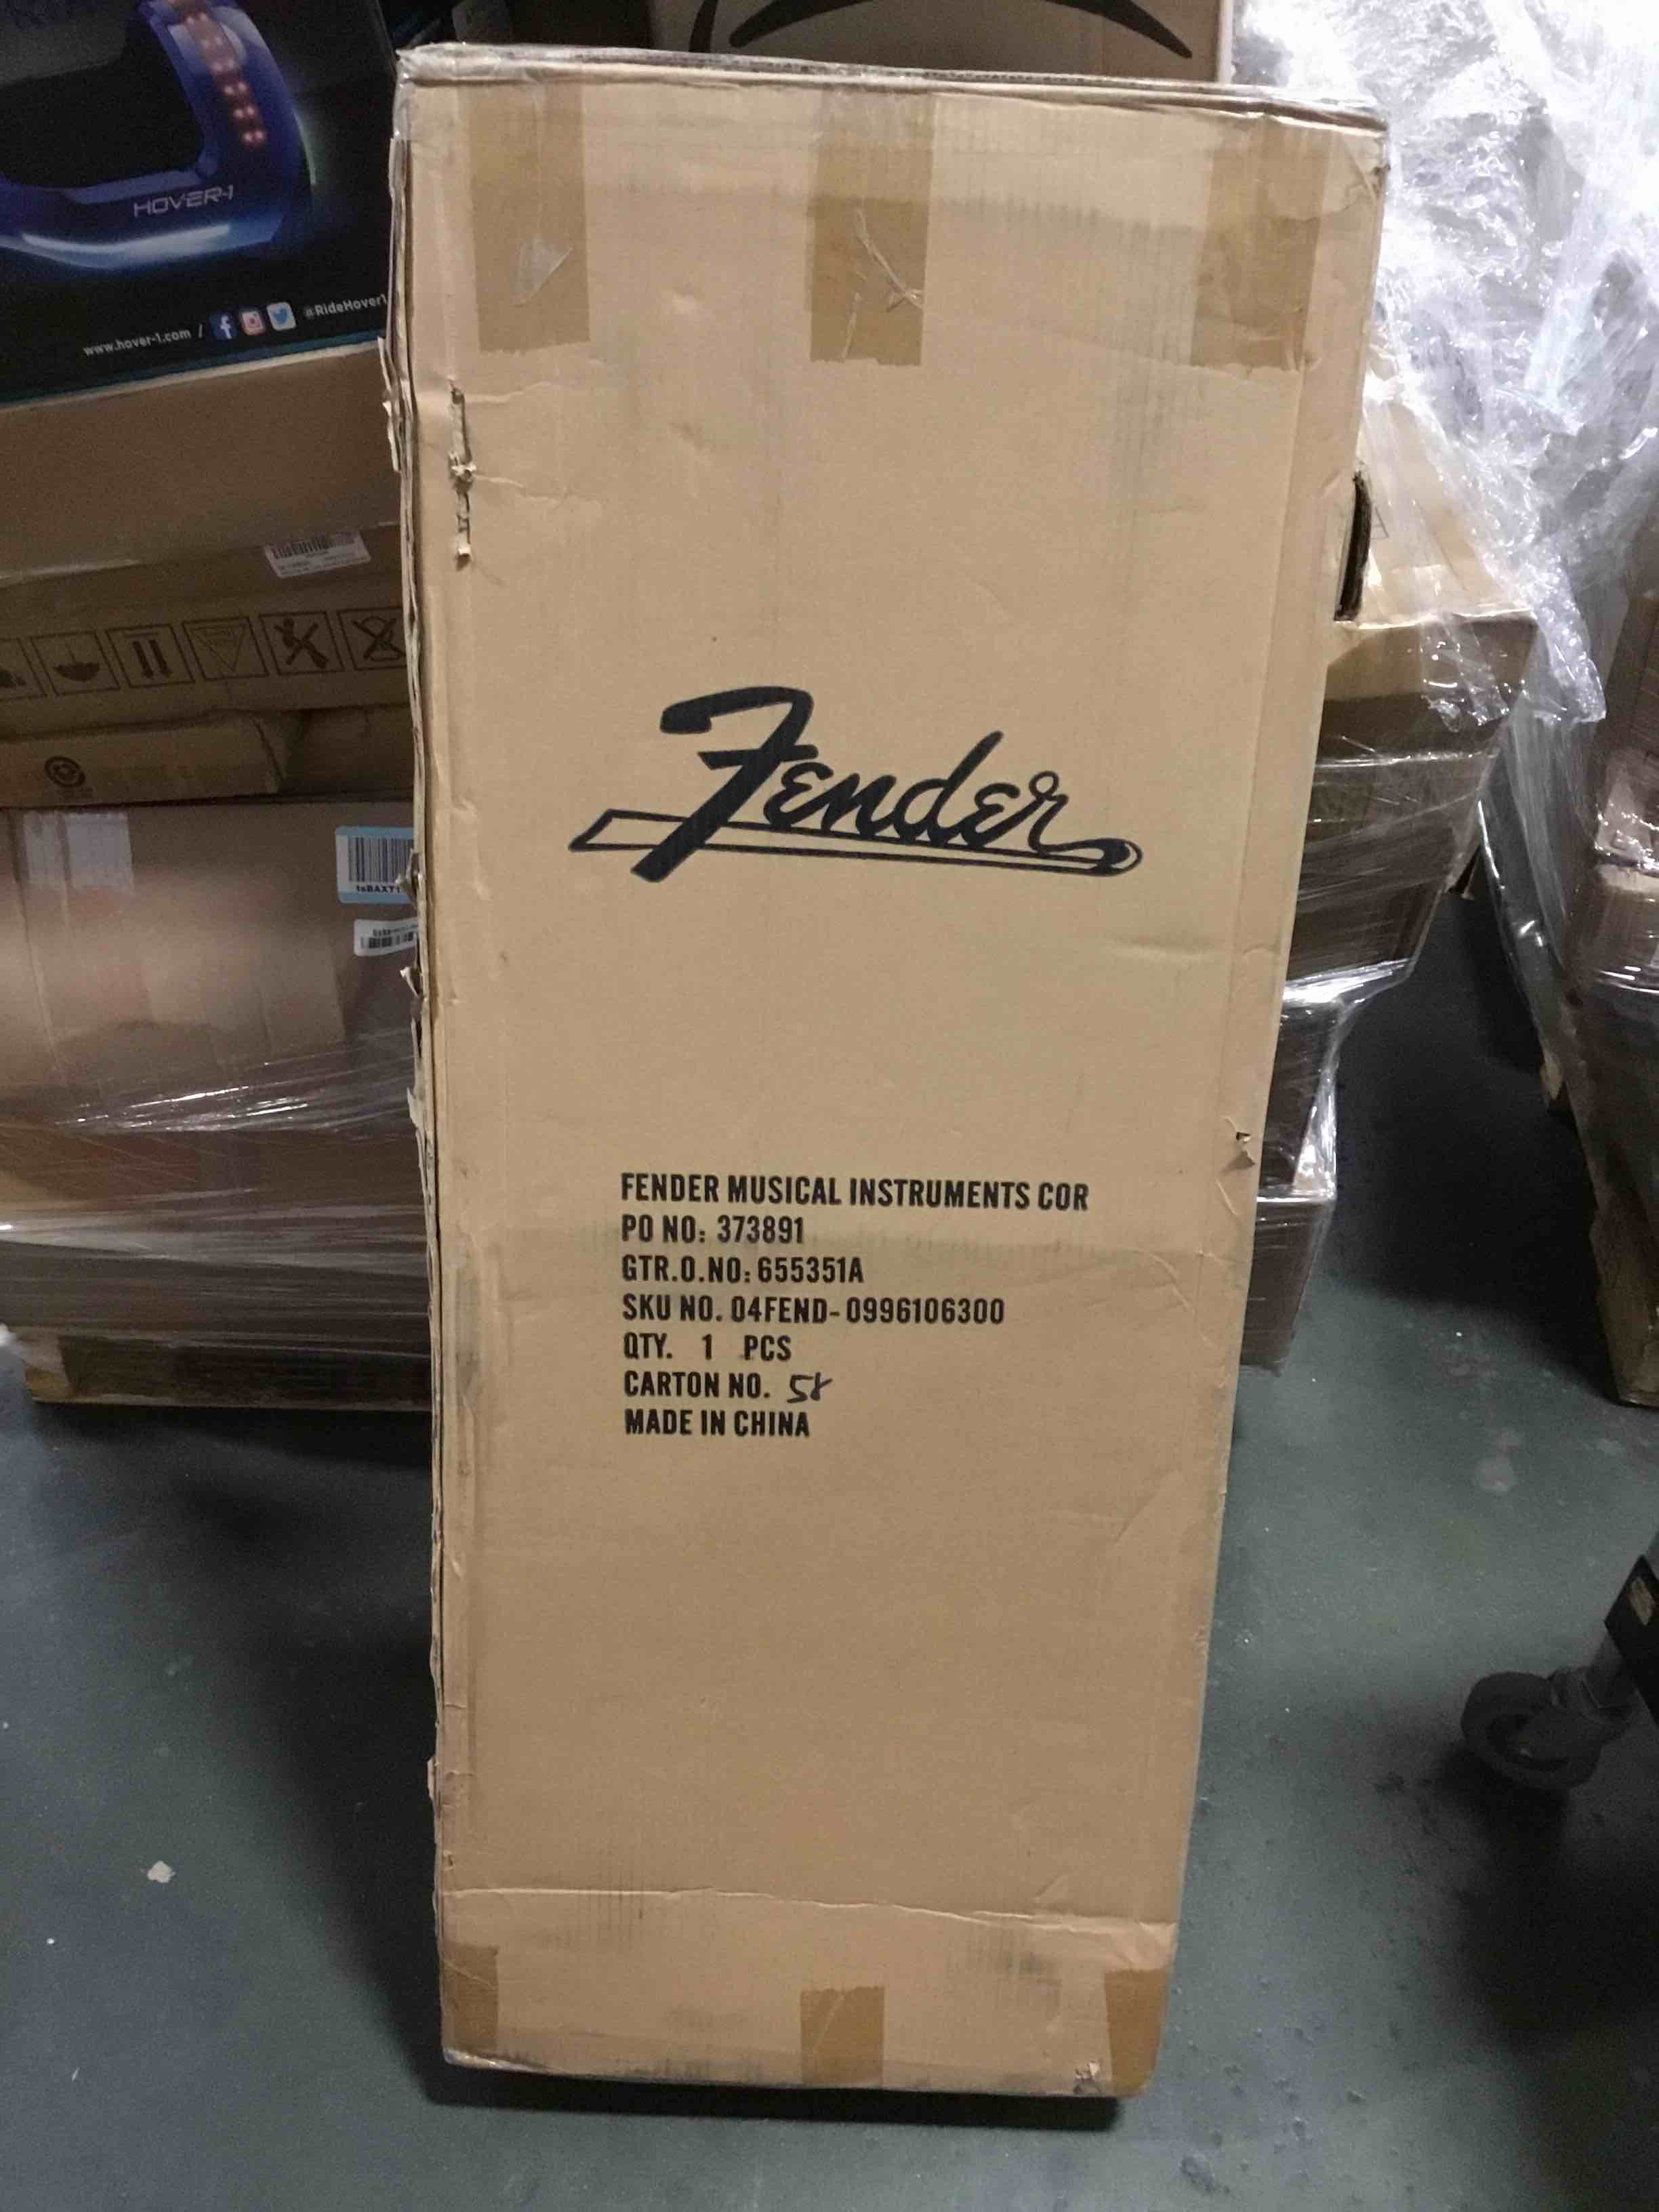 HOVER-1
www.hover-1.com / @RideHover1
Fender
FENDER MUSICAL INSTRUMENTS COR
PO NO: 373891
GTR.O.NO: 655351A
SKU NO. 04FEND-0996106300
QTY. 1 PCS
CARTON NO. 58
MADE IN CHINA